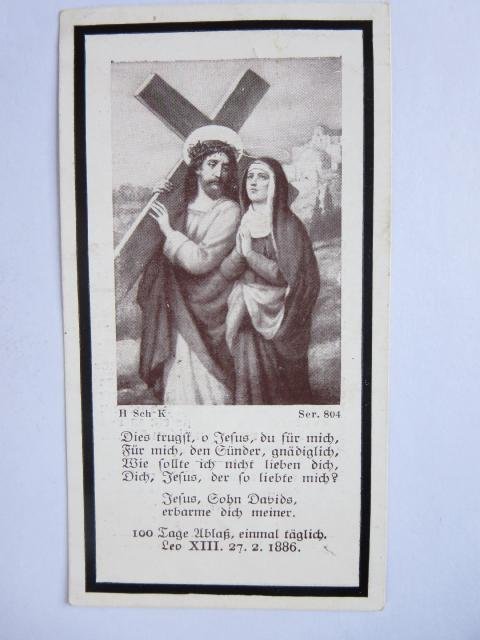 H Sch K Ser. 804
Dies trugst, o Jesus, du für mich,
Für mich, den Sünder, gnädiglich,
Wie sollte ich nicht lieben dich,
Dich, Jesus, der so liebte mich?
Jesus, Sohn Davids,
erbarme dich meiner.
100 Tage Ablaß, einmal täglich.
Leo XIII. 27. 2. 1886.